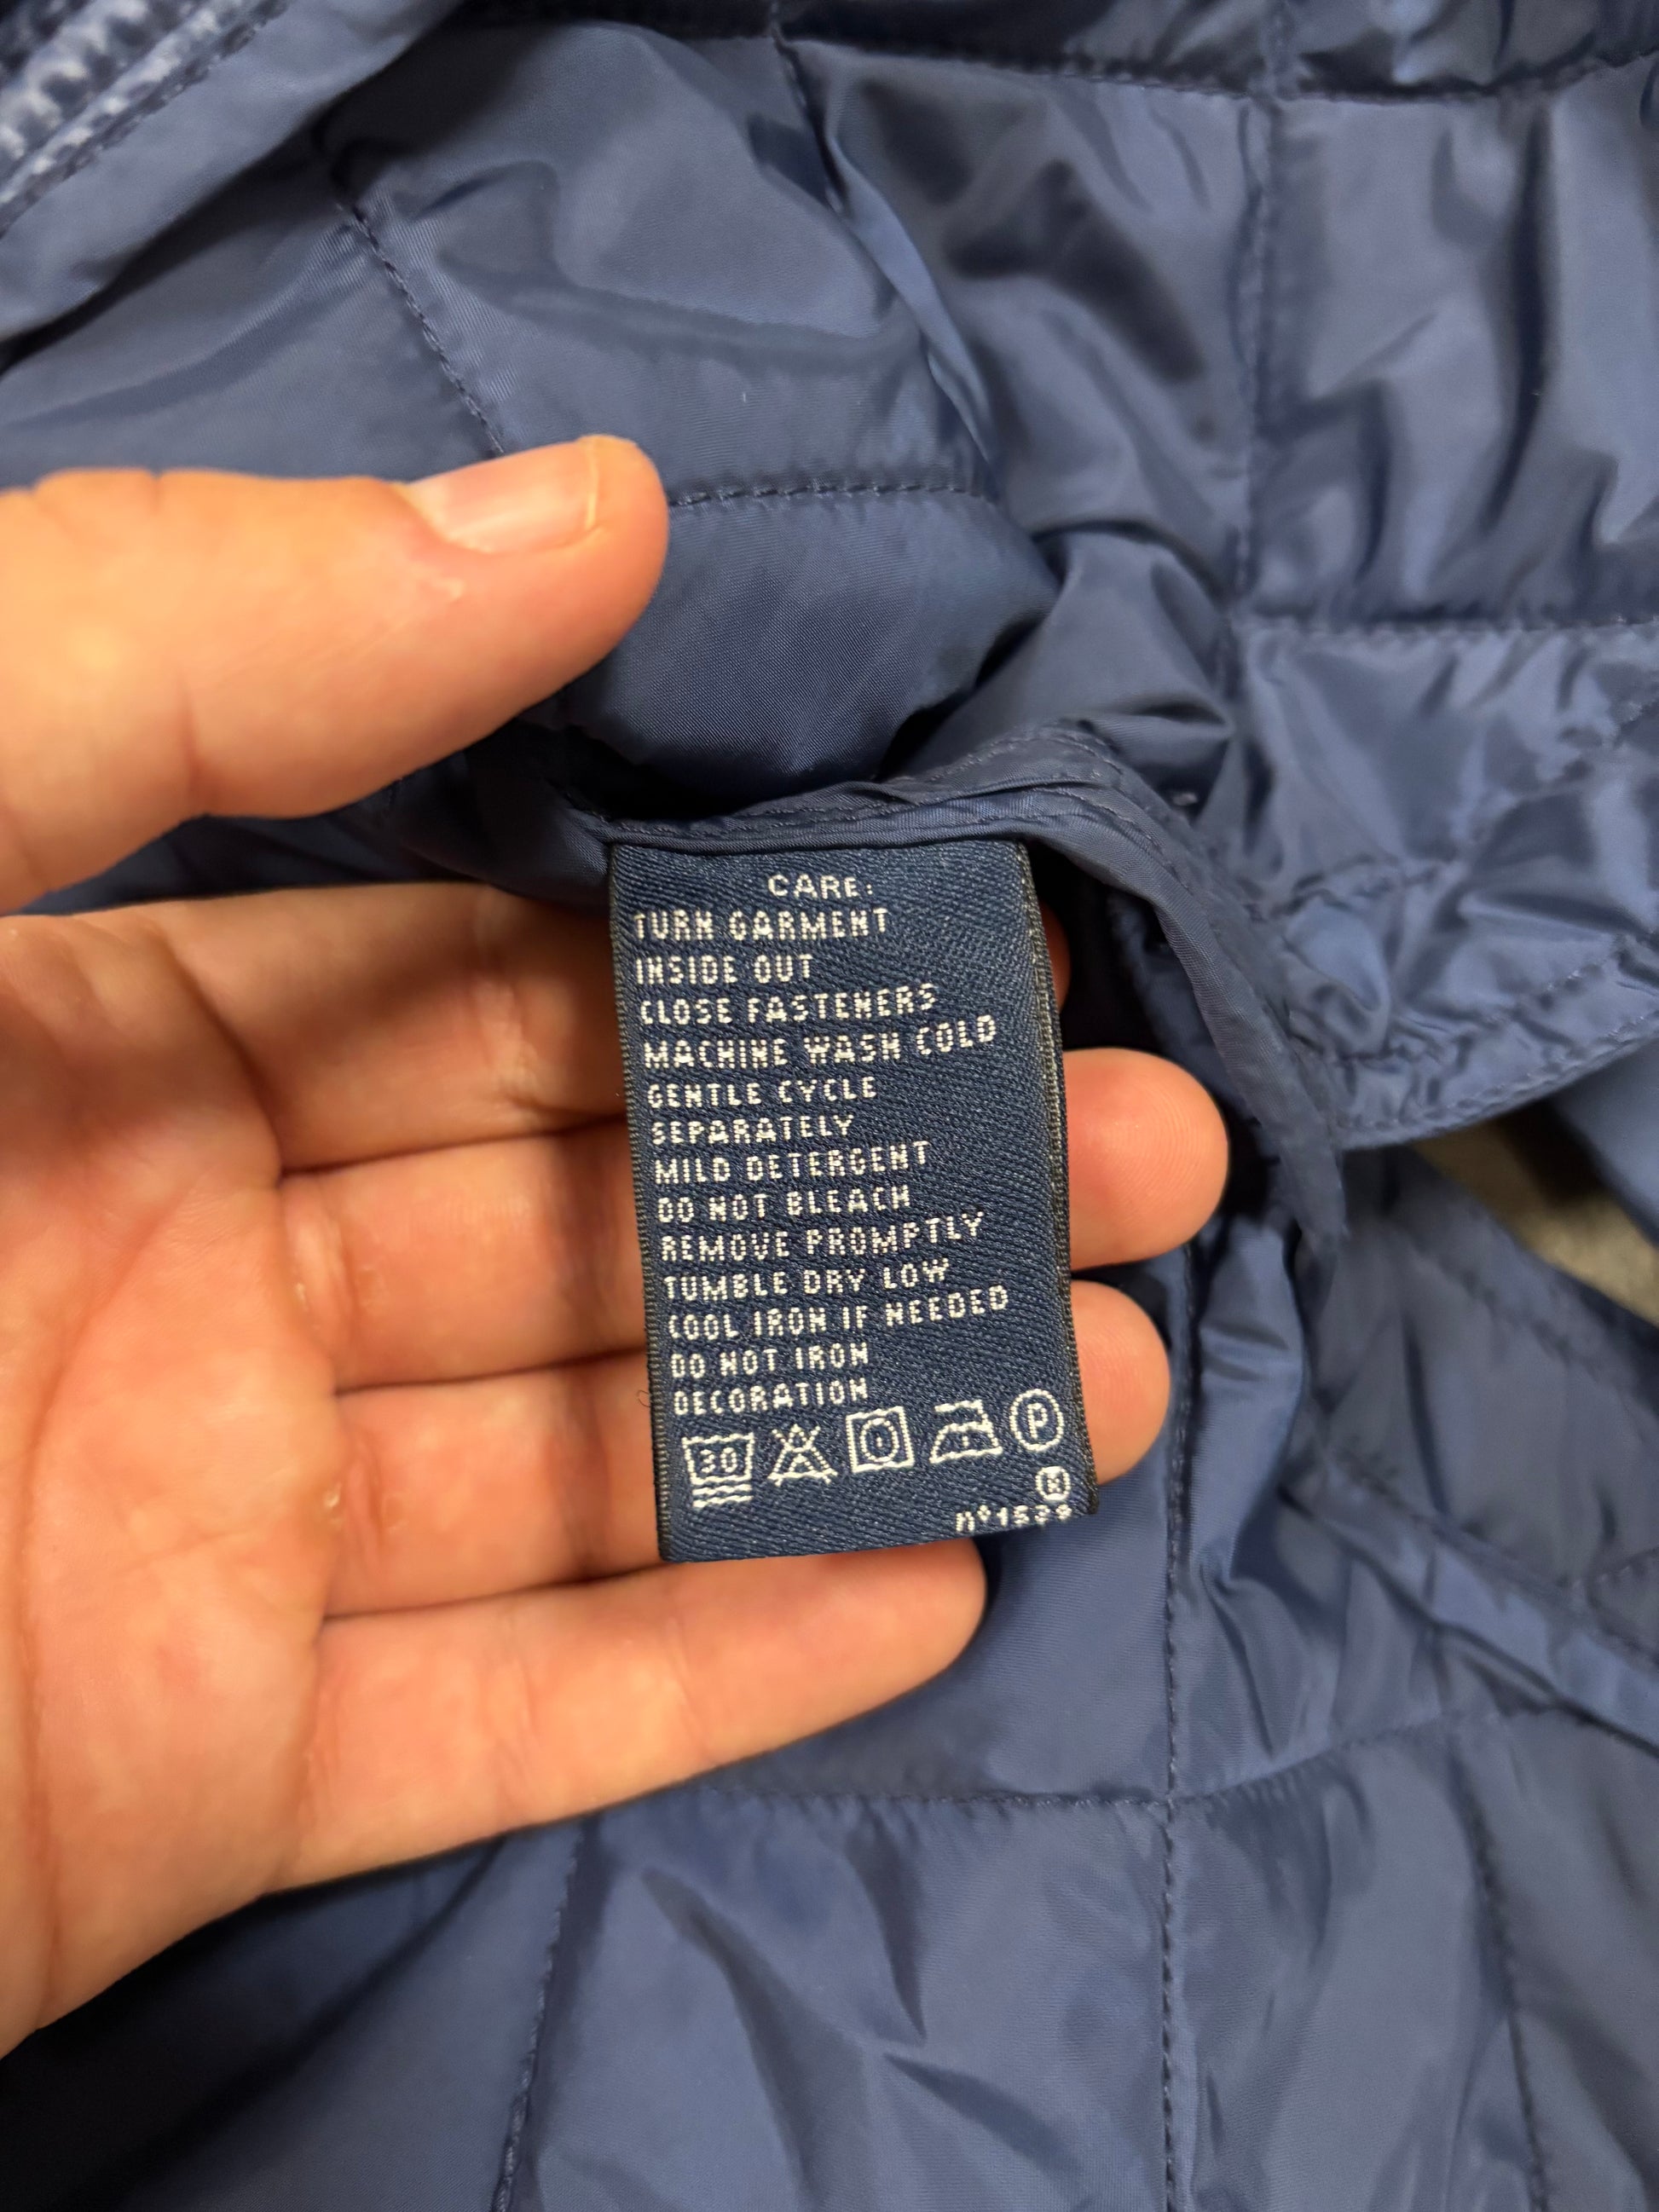 CARE:
TURN GARMENT
INSIDE OUT
CLOSE FASTENERS
MACHINE WASH COLD
GENTLE CYCLE
SEPARATELY
MILD DETERGENT
DO NOT BLEACH
REMOVE PROMPTLY
TUMBLE DRY LOW
COOL IRON IF NEEDED
DO NOT IRON
DECORATION
30 P
M